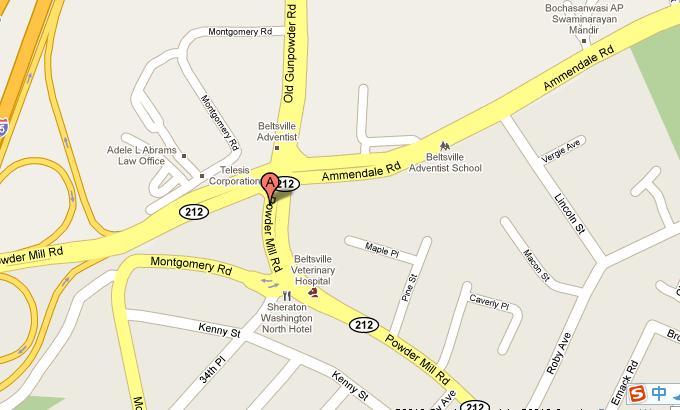 Bochasanwasi AP
Swaminarayan
Mandir
Montgomery Rd
Old Gunpowder Rd
Ammendale Rd
Montgomery Rd
Beltsville
Adventist
Adele L Abrams
Law Office
Telesis
Corporation
Beltsville
Adventist School
Vergie Ave
Ammendale Rd
A
212
212
Lincoln St
Powder Mill Rd
Powder Mill Rd
Montgomery Rd
Beltsville
Veterinary
Hospital
Maple Pl
Macon St
Pine St
Caverly Pl
Sheraton
Washington
North Hotel
212
Kenny St
Powder Mill Rd
34th Pl
Roby Ave
Kenny St
Emack Rd
212
S 中